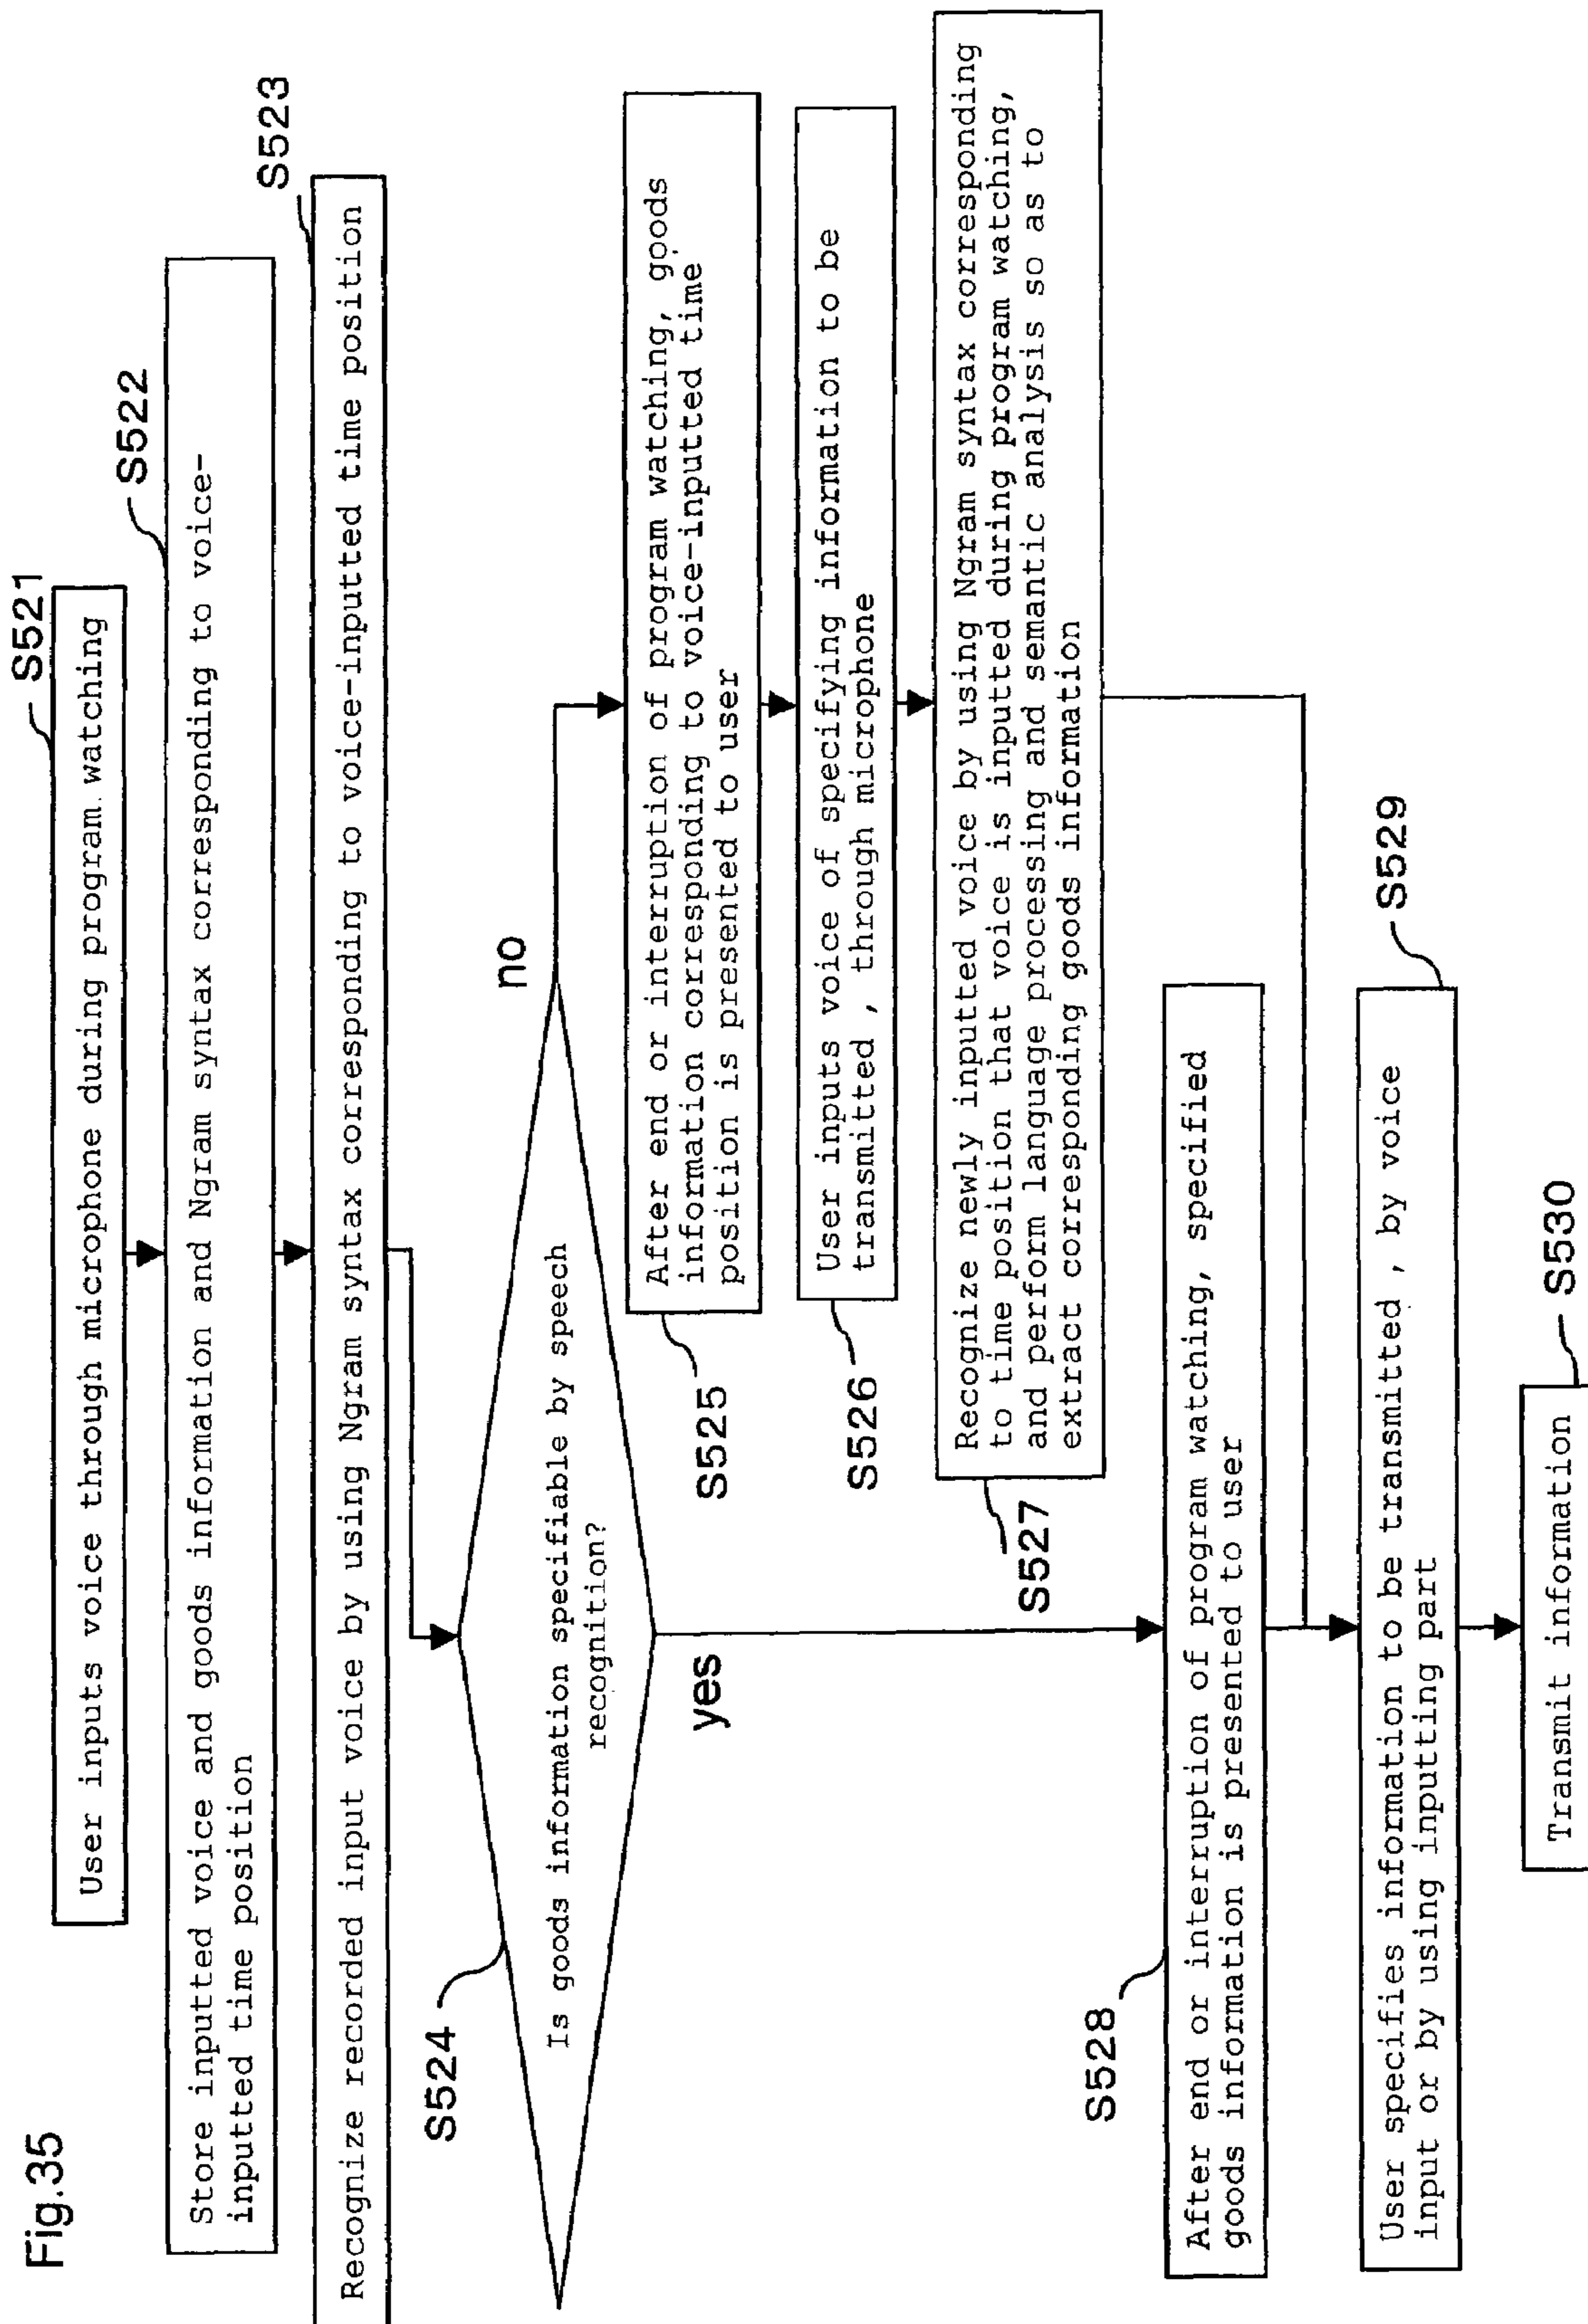 Fig.35
S521
User inputs voice through microphone during program watching
S522
Store inputted voice and goods information and Ngram syntax corresponding to voice-
inputted time position
S523
Recognize recorded input voice by using Ngram syntax corresponding to voice-inputted time position
S524
Is goods information specifiable by speech
recognition?
no
yes
S525
After end or interruption of program watching, goods
information corresponding to voice-inputted time
position is presented to user
S526
User inputs voice of specifying information to be
transmitted , through microphone
S527
Recognize newly inputted voice by using Ngram syntax corresponding
to time position that voice is inputted during program watching,
and perform language processing and semantic analysis so as to
extract corresponding goods information
S528
After end or interruption of program watching, specified
goods information is presented to user
S529
User specifies information to be transmitted , by voice
input or by using inputting part
S530
Transmit information